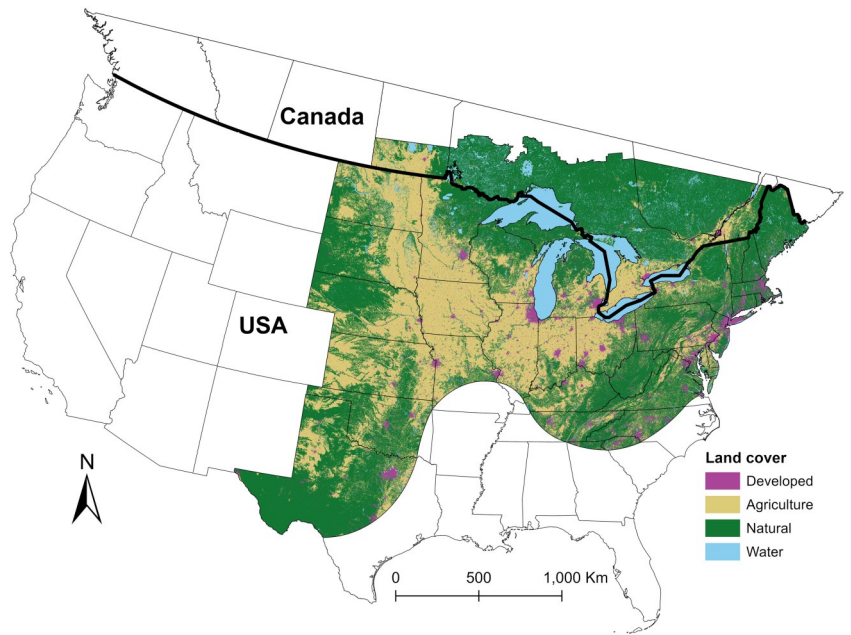 Canada
USA
N
Land cover
Developed
Agriculture
Natural
Water
0 500 1,000 Km